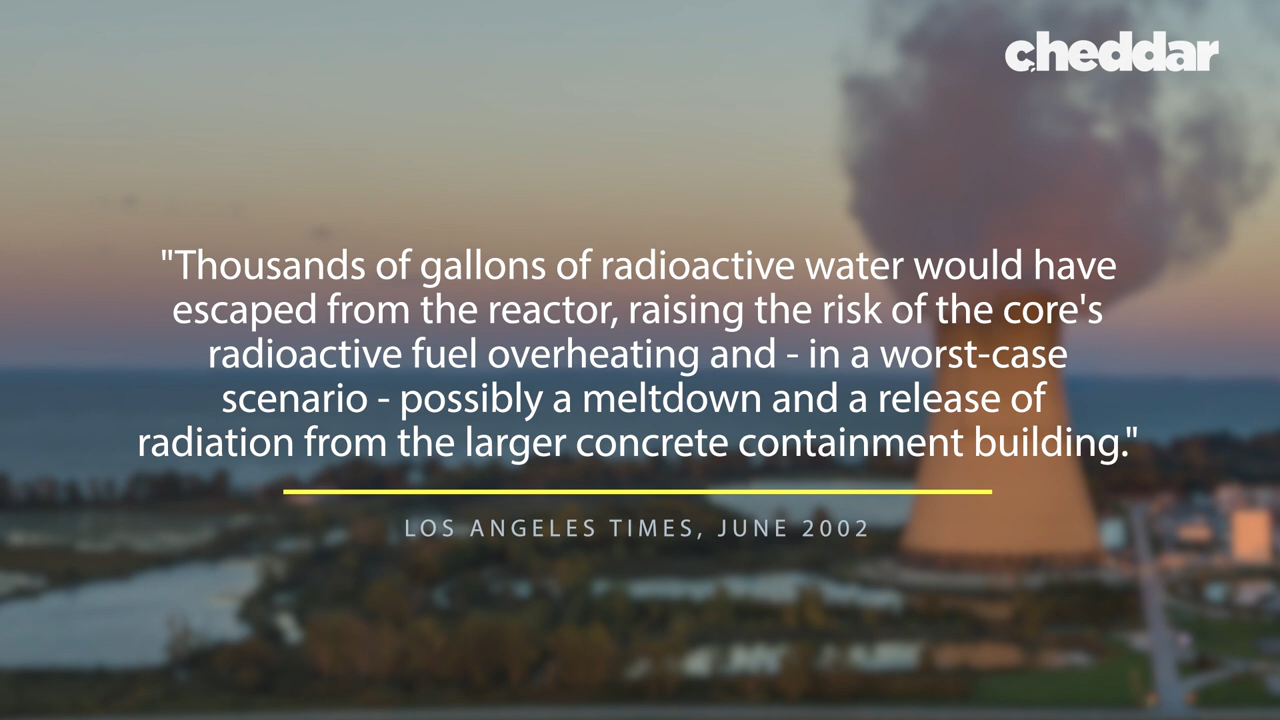 cheddar
"Thousands of gallons of radioactive water would have
escaped from the reactor, raising the risk of the core's
radioactive fuel overheating and - in a worst-case
scenario - possibly a meltdown and a release of
radiation from the larger concrete containment building."
LOS ANGELES TIMES, JUNE 2002